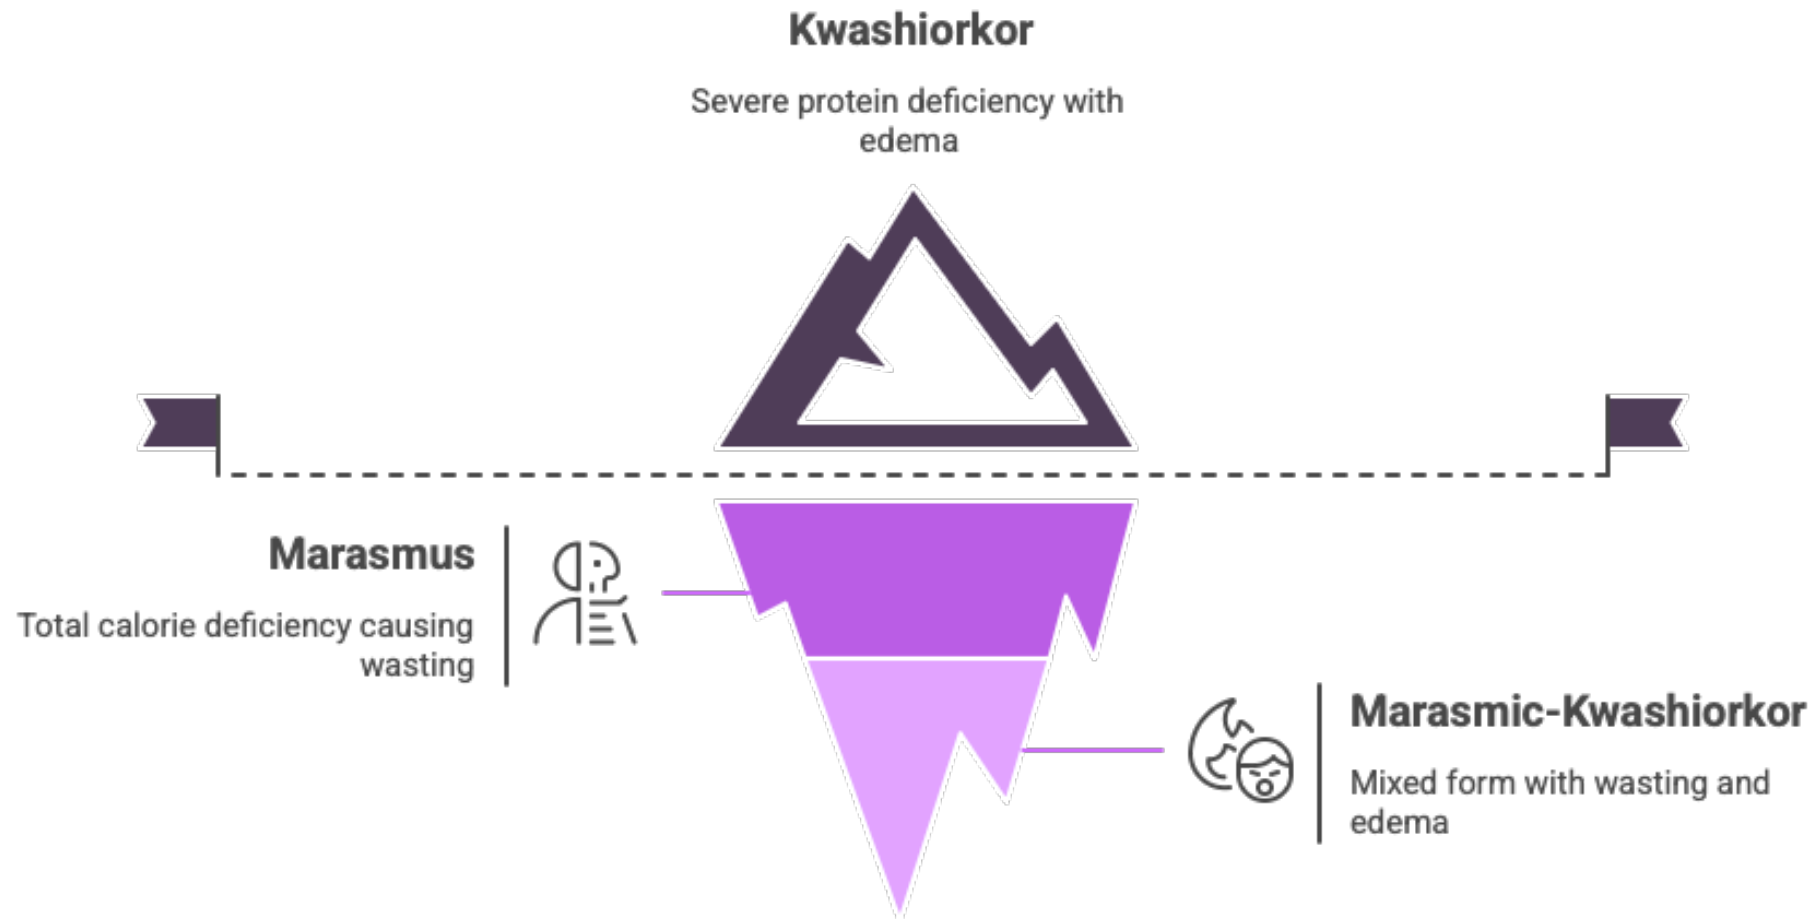 Kwashiorkor
Severe protein deficiency with
edema
Marasmus
Total calorie deficiency causing
wasting
Marasmic-Kwashiorkor
Mixed form with wasting and
edema